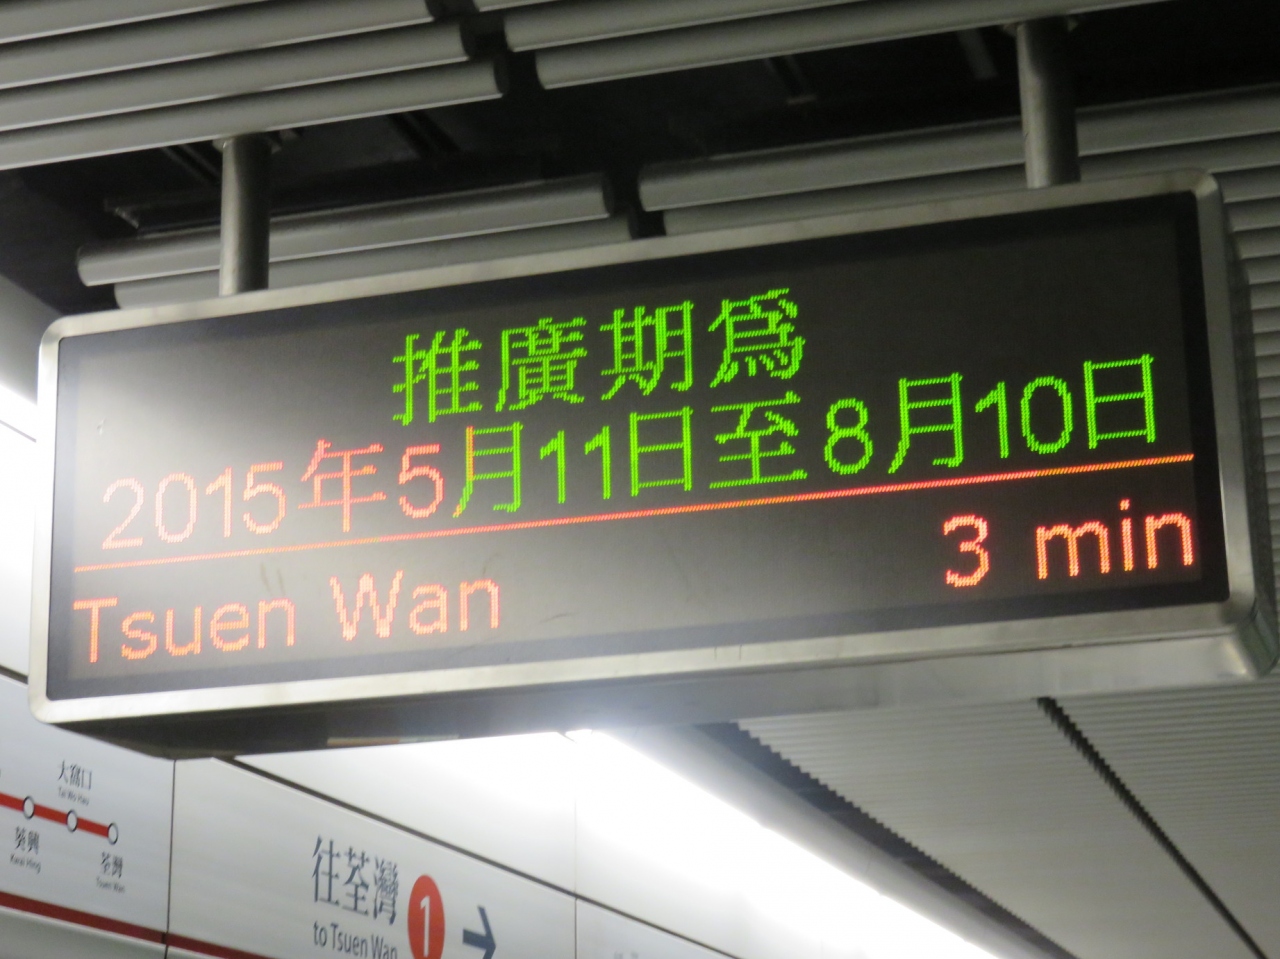 推廣期為
2015年5月11日至8月10日
Tsuen Wan 3 min
大窩口
Tai Wo Hau
葵興
Kwai Hing
荃灣
Tsuen Wan
往荃灣
to Tsuen Wan
1